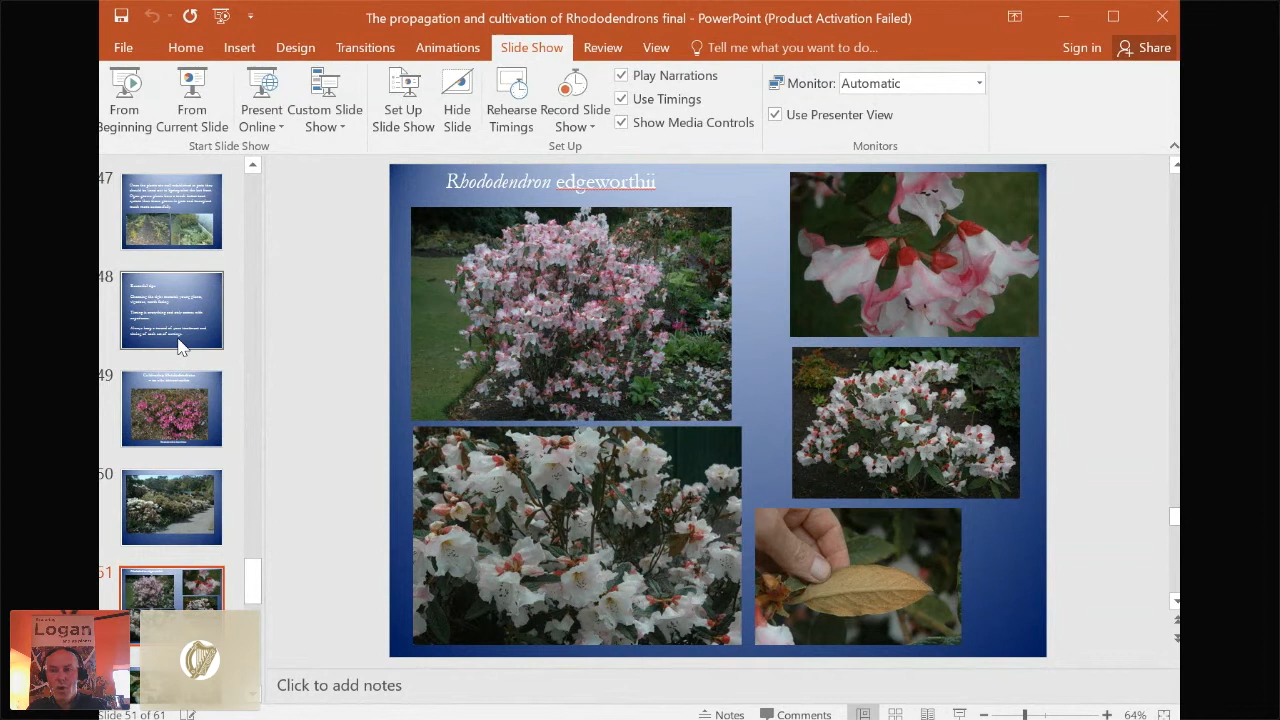 The propagation and cultivation of Rhododendrons final - PowerPoint (Product Activation Failed)
File Home Insert Design Transitions Animations Slide Show Review View Tell me what you want to do... Sign in Share
From Beginning
From Current Slide
Present Online
Custom Slide Show
Set Up Slide Show
Hide Slide
Rehearse Timings
Record Slide Show
Play Narrations
Use Timings
Show Media Controls
Monitor: Automatic
Use Presenter View
Start Slide Show Set Up Monitors
47
48
49
50
51
Rhododendron edgeworthii
Logan
Click to add notes
Slide 51 of 61 Notes Comments 64%